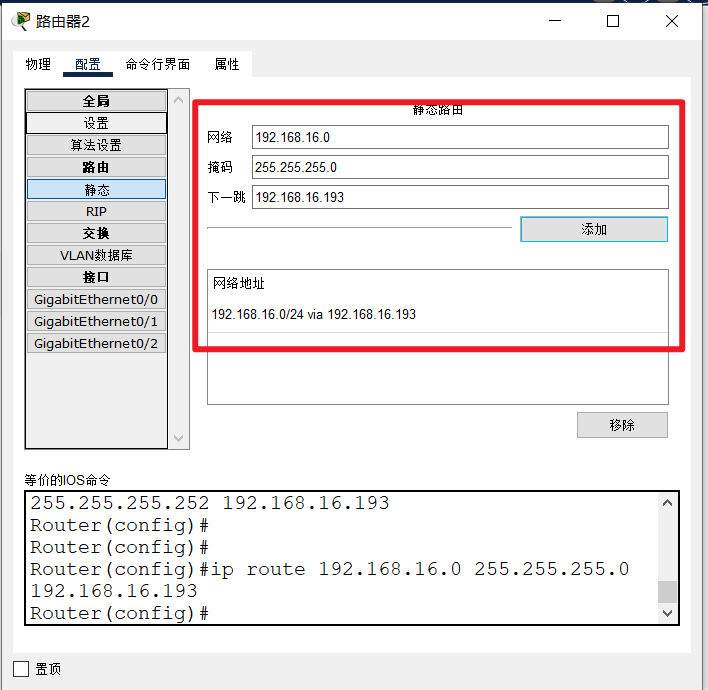 路由器2
物理 配置 命令行界面 属性
全局
设置
算法设置
路由
静态
RIP
交换
VLAN数据库
接口
GigabitEthernet0/0
GigabitEthernet0/1
GigabitEthernet0/2
静态路由
网络 192.168.16.0
掩码 255.255.255.0
下一跳 192.168.16.193
添加
网络地址
192.168.16.0/24 via 192.168.16.193
移除
等价的IOS命令
255.255.255.252 192.168.16.193
Router(config)#
Router(config)#
Router(config)#ip route 192.168.16.0 255.255.255.0
192.168.16.193
Router(config)#
置顶